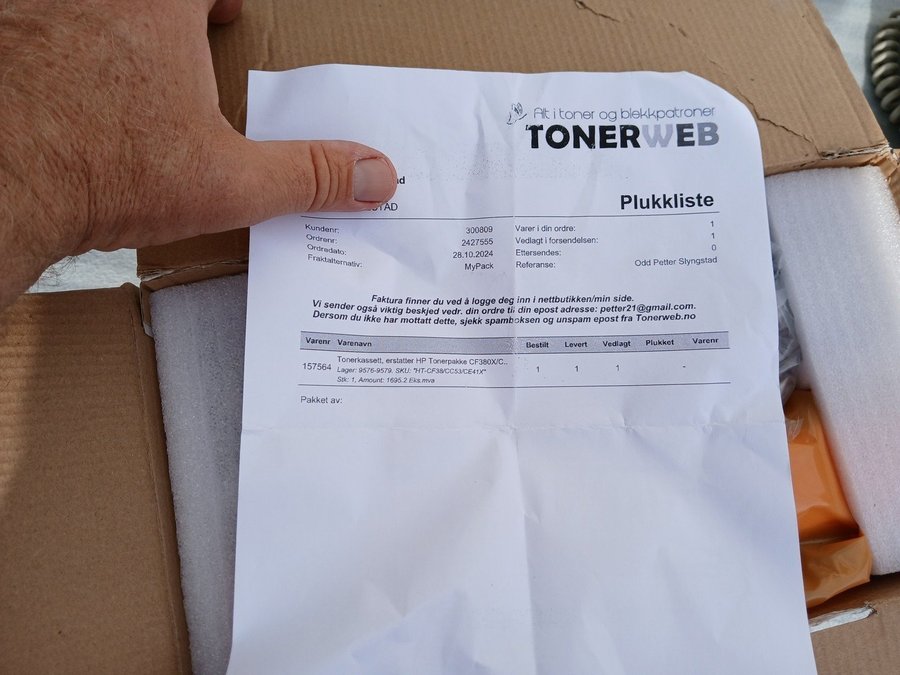 Alt i toner og blekkpatroner
TONERWEB
Plukkliste
Kundenr: 300809
Ordrenr: 2427555
Ordredato: 28.10.2024
Fraktalternativ: MyPack
Varer i din ordre: 1
Vedlagt i forsendelsen: 1
Ettersendes: 0
Referanse: Odd Petter Slyngstad
Faktura finner du ved å logge deg inn i nettbutikken/min side.
Vi sender også viktig beskjed vedr. din ordre til din epost adresse: petter21@gmail.com.
Dersom du ikke har mottatt dette, sjekk spamboksen og unspam epost fra Tonerweb.no
Varenr Varenavn Bestilt Levert Vedlagt Plukket Varenr
157564 Tonerkassett, erstatter HP Tonerpakke CF380X/C.. 1 1 1 -
Lager: 9576-9579. SKU: "HT-CF38/CC53/CE41X"
Stk: 1, Amount: 1695.2 Eks.mva
Pakket av: